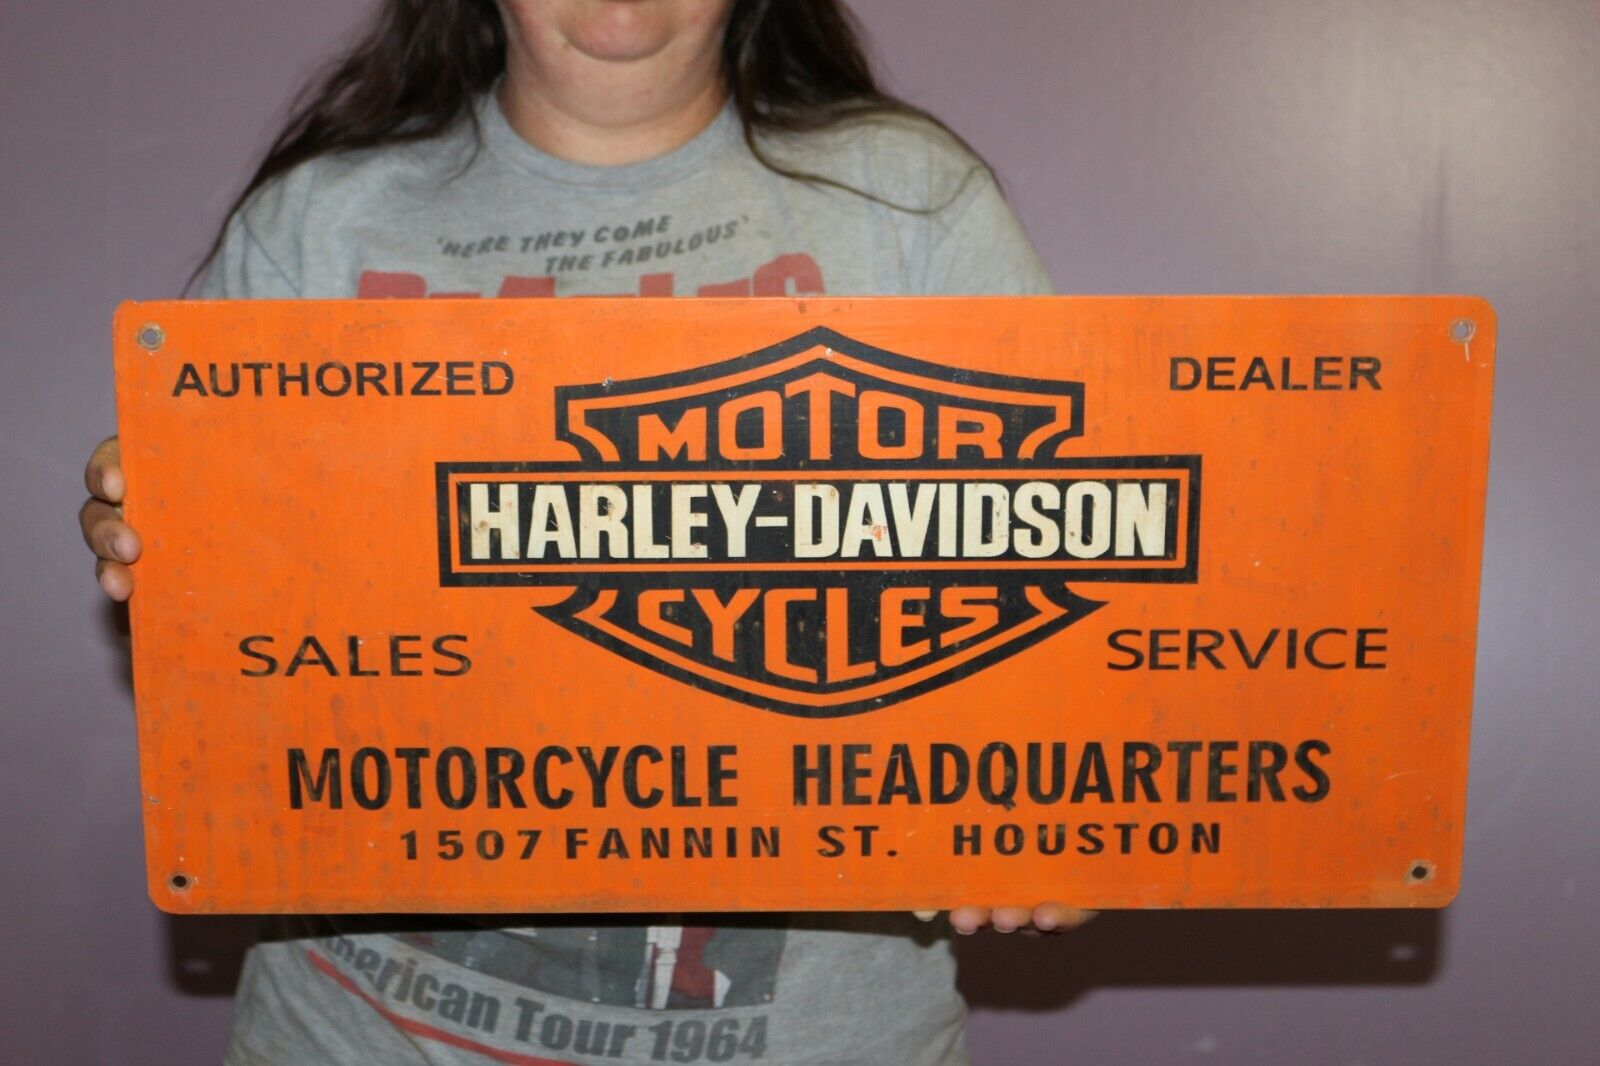 'HERE THEY COME
THE FABULOUS'
AUTHORIZED DEALER
MOTOR
HARLEY-DAVIDSON
CYCLES
SALES SERVICE
MOTORCYCLE HEADQUARTERS
1507 FANNIN ST. HOUSTON
American Tour 1964